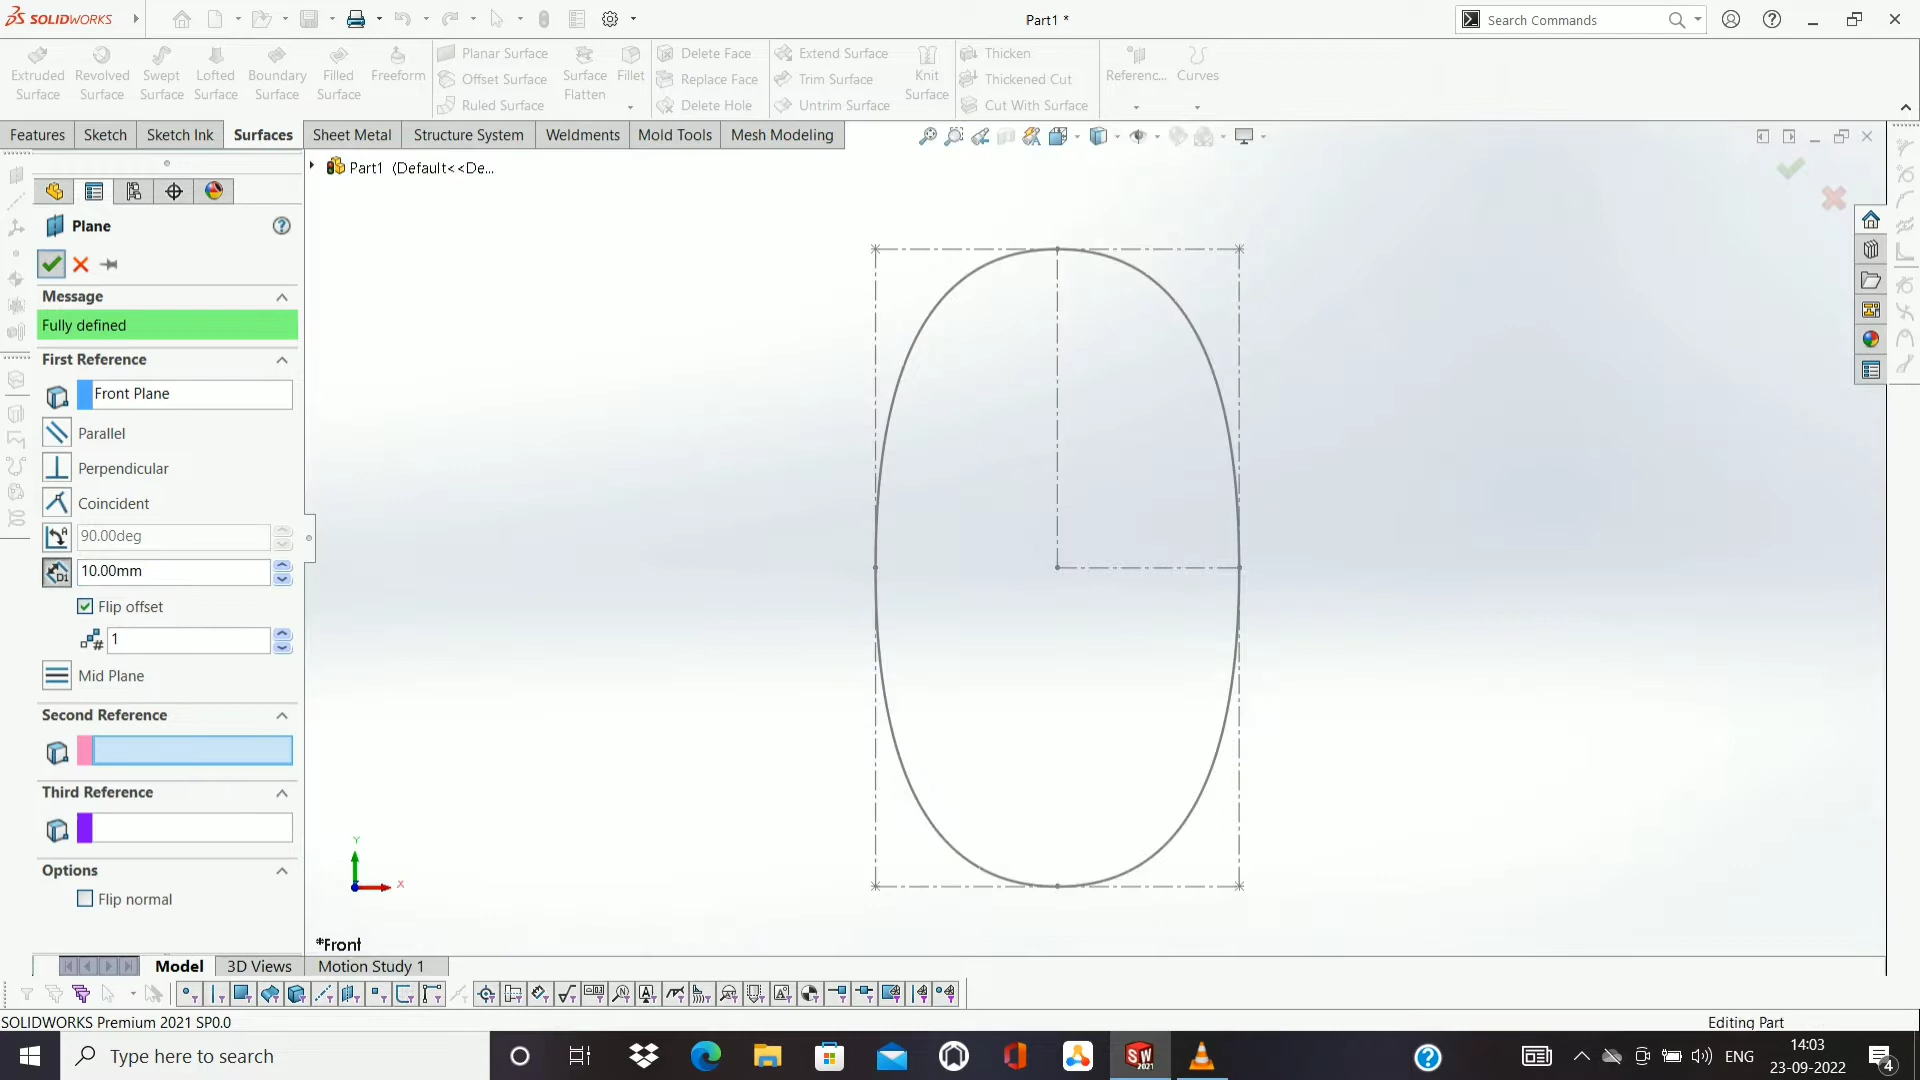 SOLIDWORKS
Part1 *
Search Commands
Extruded Surface
Revolved Surface
Swept Surface
Lofted Surface
Boundary Surface
Filled Surface
Freeform
Planar Surface
Offset Surface
Ruled Surface
Surface Flatten
Fillet
Delete Face
Replace Face
Delete Hole
Extend Surface
Trim Surface
Untrim Surface
Knit Surface
Thicken
Thickened Cut
Cut With Surface
Referenc...
Curves
Features
Sketch
Sketch Ink
Surfaces
Sheet Metal
Structure System
Weldments
Mold Tools
Mesh Modeling
Part1 (Default<<De...
Plane
Message
Fully defined
First Reference
Front Plane
Parallel
Perpendicular
Coincident
90.00deg
10.00mm
Flip offset
1
Mid Plane
Second Reference
Third Reference
Options
Flip normal
Y
X
*Front
Model
3D Views
Motion Study 1
SOLIDWORKS Premium 2021 SP0.0
Editing Part
Type here to search
SW
2021
ENG
14:03
23-09-2022
4